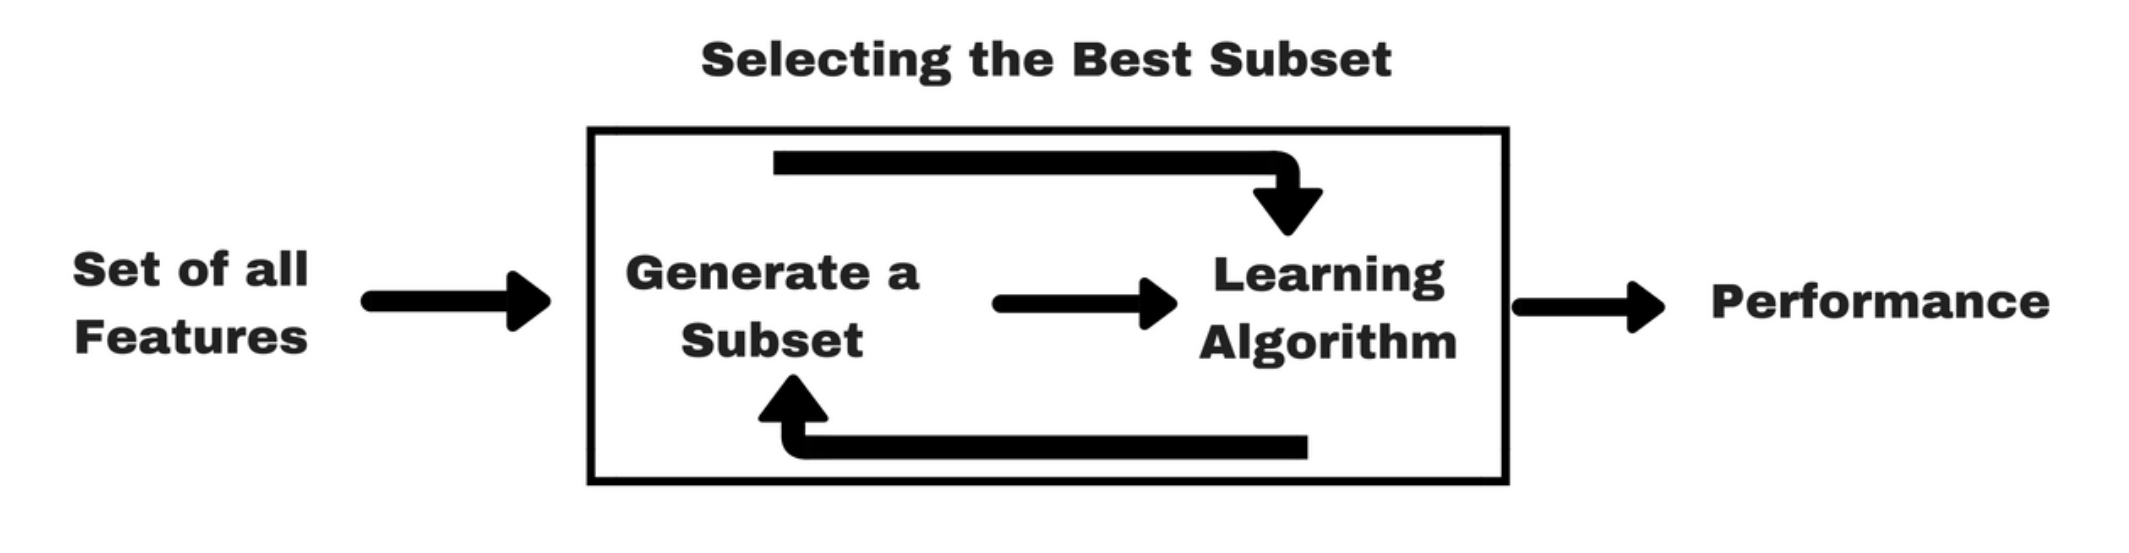 Selecting the Best Subset
Set of all
Features
Generate a
Subset
Learning
Algorithm
Performance